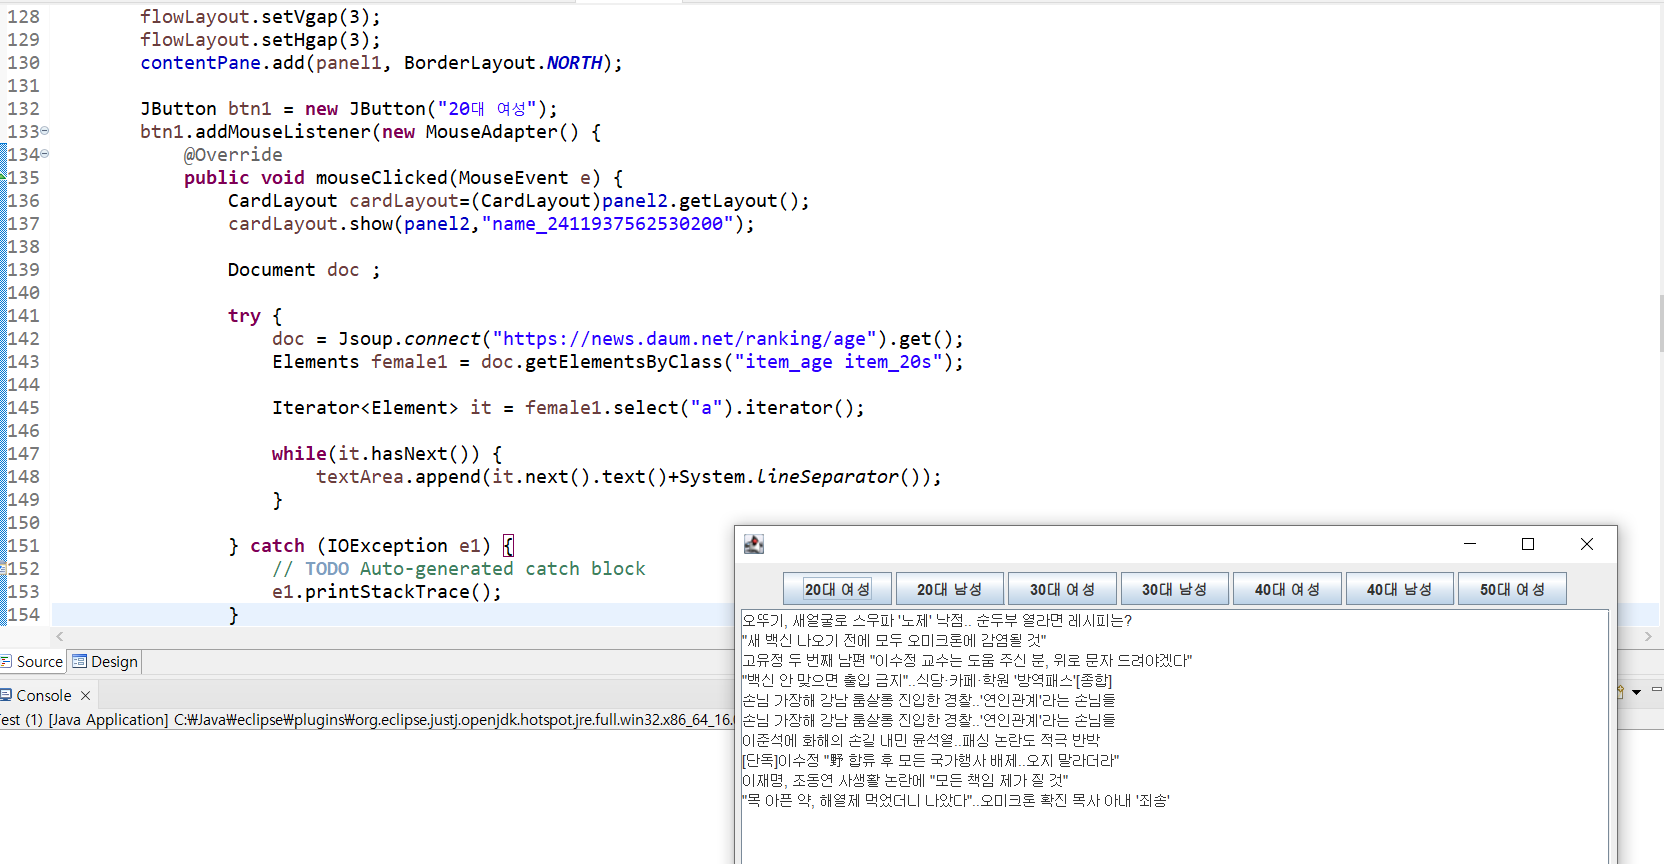 128 flowLayout.setVgap(3);
129 flowLayout.setHgap(3);
130 contentPane.add(panel1, BorderLayout.NORTH);
131
132 JButton btn1 = new JButton("20대 여성");
133 btn1.addMouseListener(new MouseAdapter() {
134 @Override
135 public void mouseClicked(MouseEvent e) {
136 CardLayout cardLayout=(CardLayout)panel2.getLayout();
137 cardLayout.show(panel2,"name_2411937562530200");
138
139 Document doc ;
140
141 try {
142 doc = Jsoup.connect("https://news.daum.net/ranking/age").get();
143 Elements female1 = doc.getElementsByClass("item_age item_20s");
144
145 Iterator<Element> it = female1.select("a").iterator();
146
147 while(it.hasNext()) {
148 textArea.append(it.next().text()+System.lineSeparator());
149 }
150
151 } catch (IOException e1) {
152 // TODO Auto-generated catch block
153 e1.printStackTrace();
154 }
Source Design
Console
est (1) [Java Application] C:₩Java₩eclipse₩plugins₩org.eclipse.justj.openjdk.hotspot.jre.full.win32.x86_64_16.
20대 여성 20대 남성 30대 여성 30대 남성 40대 여성 40대 남성 50대 여성
오뚜기, 새얼굴로 스우파 '노제' 낙점.. 순두부 열라면 레시피는?
"새 백신 나오기 전에 모두 오미크론에 감염될 것"
고유정 두 번째 남편 "이수정 교수는 도움 주신 분, 위로 문자 드려야겠다"
"백신 안 맞으면 출입 금지"..식당·카페·학원 '방역패스'[종합]
손님 가장해 강남 룸살롱 진입한 경찰..'연인관계'라는 손님들
손님 가장해 강남 룸살롱 진입한 경찰..'연인관계'라는 손님들
이준석에 화해의 손길 내민 윤석열..패싱 논란도 적극 반박
[단독]이수정 "野 합류 후 모든 국가행사 배제..오지 말라더라"
이재명, 조동연 사생활 논란에 "모든 책임 제가 질 것"
"목 아픈 약, 해열제 먹었더니 나았다"..오미크론 확진 목사 아내 '죄송'